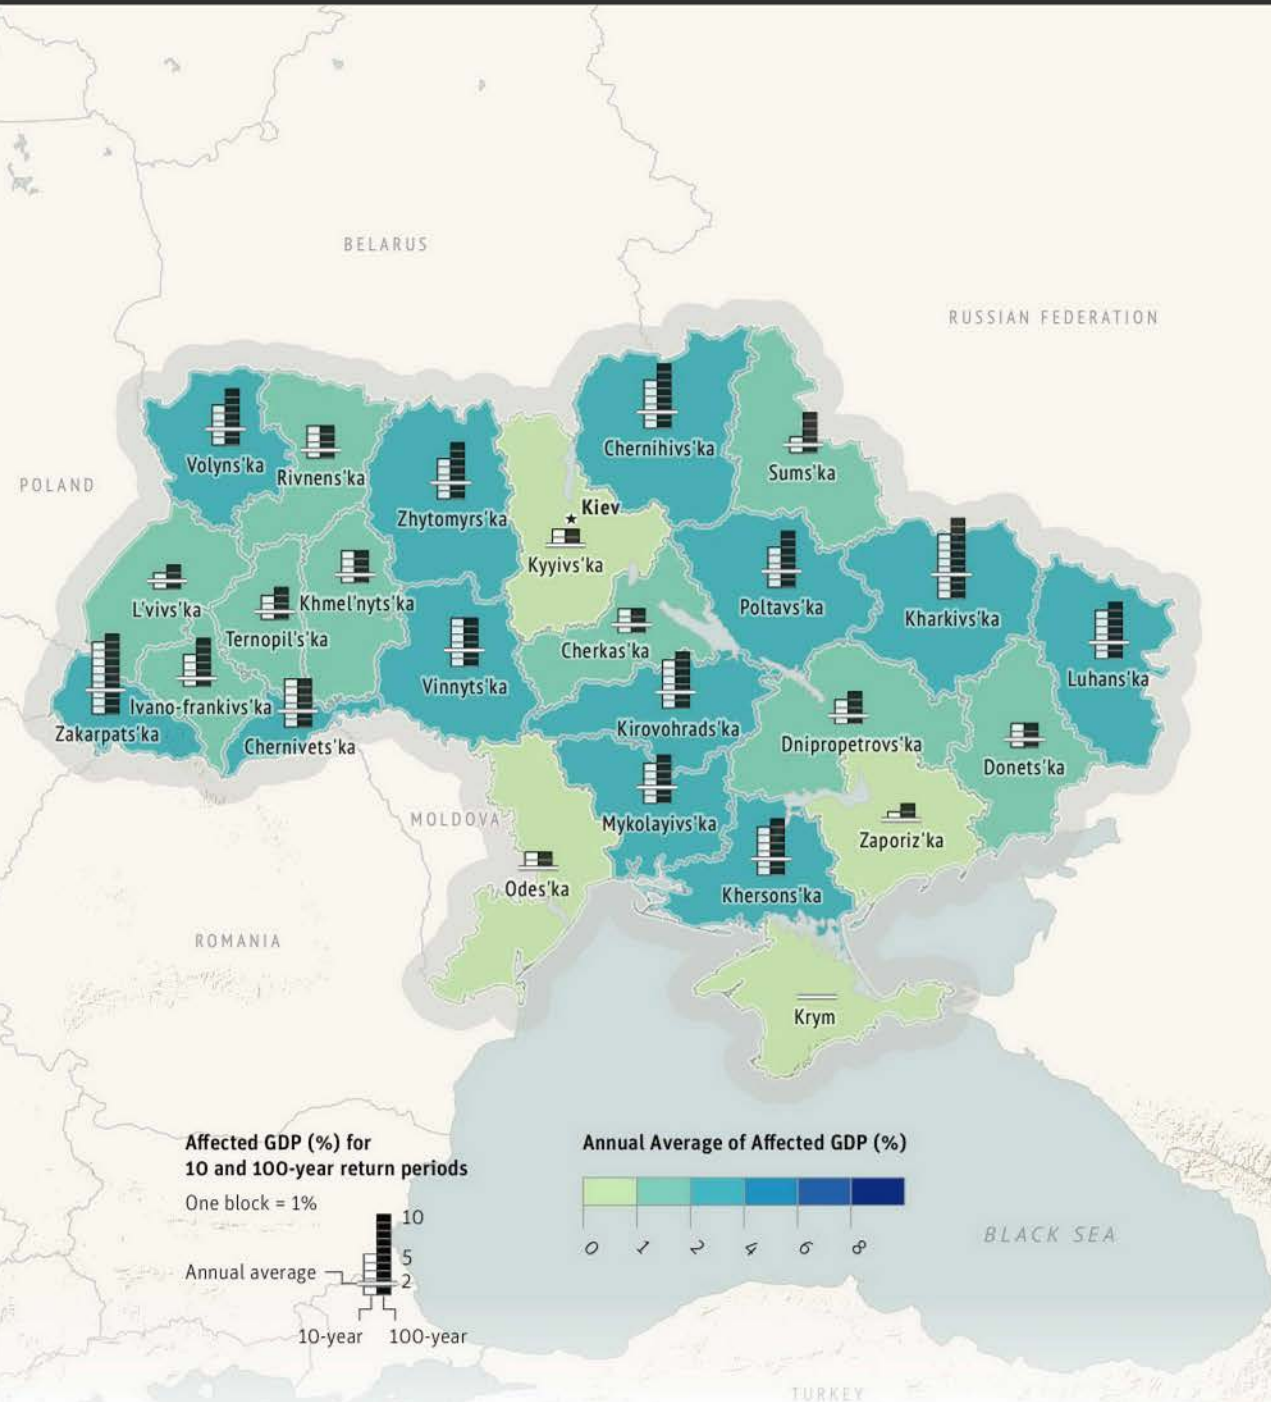 BELARUS
RUSSIAN FEDERATION
POLAND
Volyns'ka
Rivnens'ka
Zhytomyrs'ka
Chernihivs'ka
Sums'ka
Kiev
Kyyivs'ka
L'vivs'ka
Ternopil's'ka
Khmel'nyts'ka
Cherkas'ka
Poltavs'ka
Kharkivs'ka
Luhans'ka
Zakarpats'ka
Ivano-frankivs'ka
Chernivets'ka
Vinnyts'ka
Kirovohrads'ka
Dnipropetrovs'ka
Donets'ka
MOLDOVA
Mykolayivs'ka
Zaporiz'ka
Odes'ka
Khersons'ka
ROMANIA
Krym
Affected GDP (%) for
10 and 100-year return periods
One block = 1%
10
5
2
Annual average
10-year 100-year
Annual Average of Affected GDP (%)
0 1 2 4 6 8
BLACK SEA
TURKEY